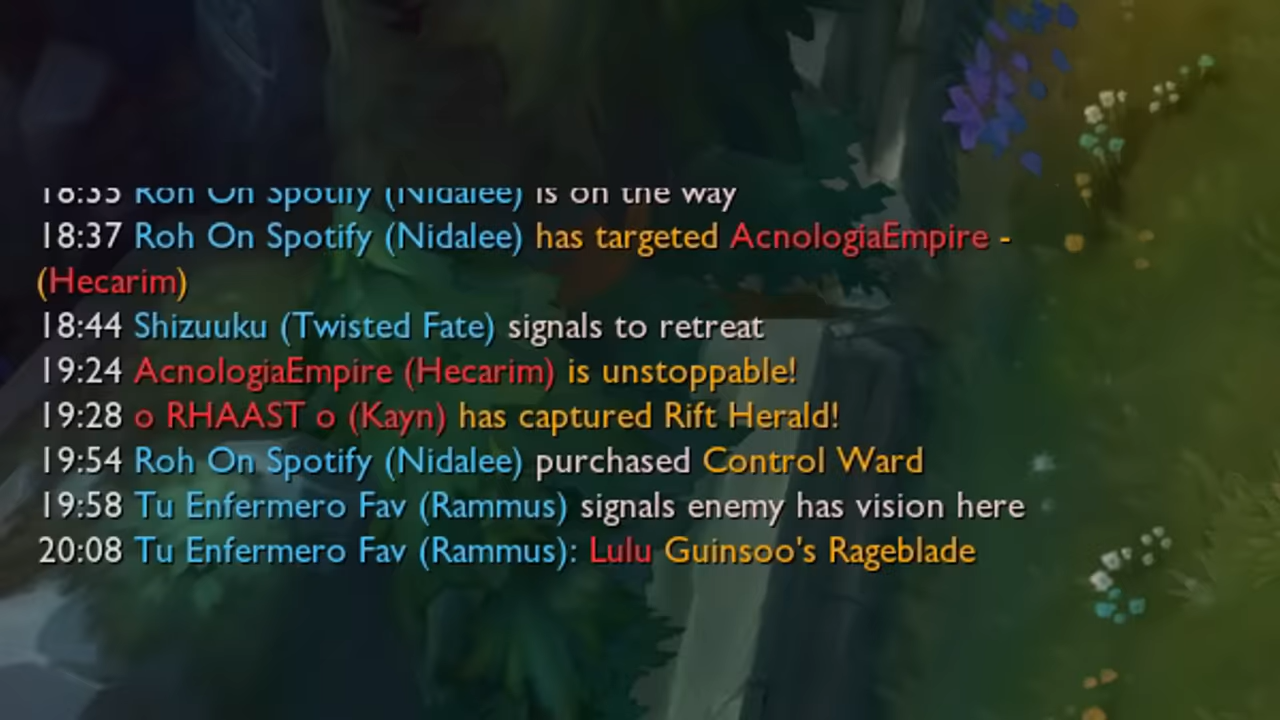 18:35 Roh On Spotify (Nidalee) is on the way
18:37 Roh On Spotify (Nidalee) has targeted AcnologiaEmpire -
(Hecarim)
18:44 Shizuuku (Twisted Fate) signals to retreat
19:24 AcnologiaEmpire (Hecarim) is unstoppable!
19:28 o RHAAST o (Kayn) has captured Rift Herald!
19:54 Roh On Spotify (Nidalee) purchased Control Ward
19:58 Tu Enfermero Fav (Rammus) signals enemy has vision here
20:08 Tu Enfermero Fav (Rammus): Lulu Guinsoo's Rageblade